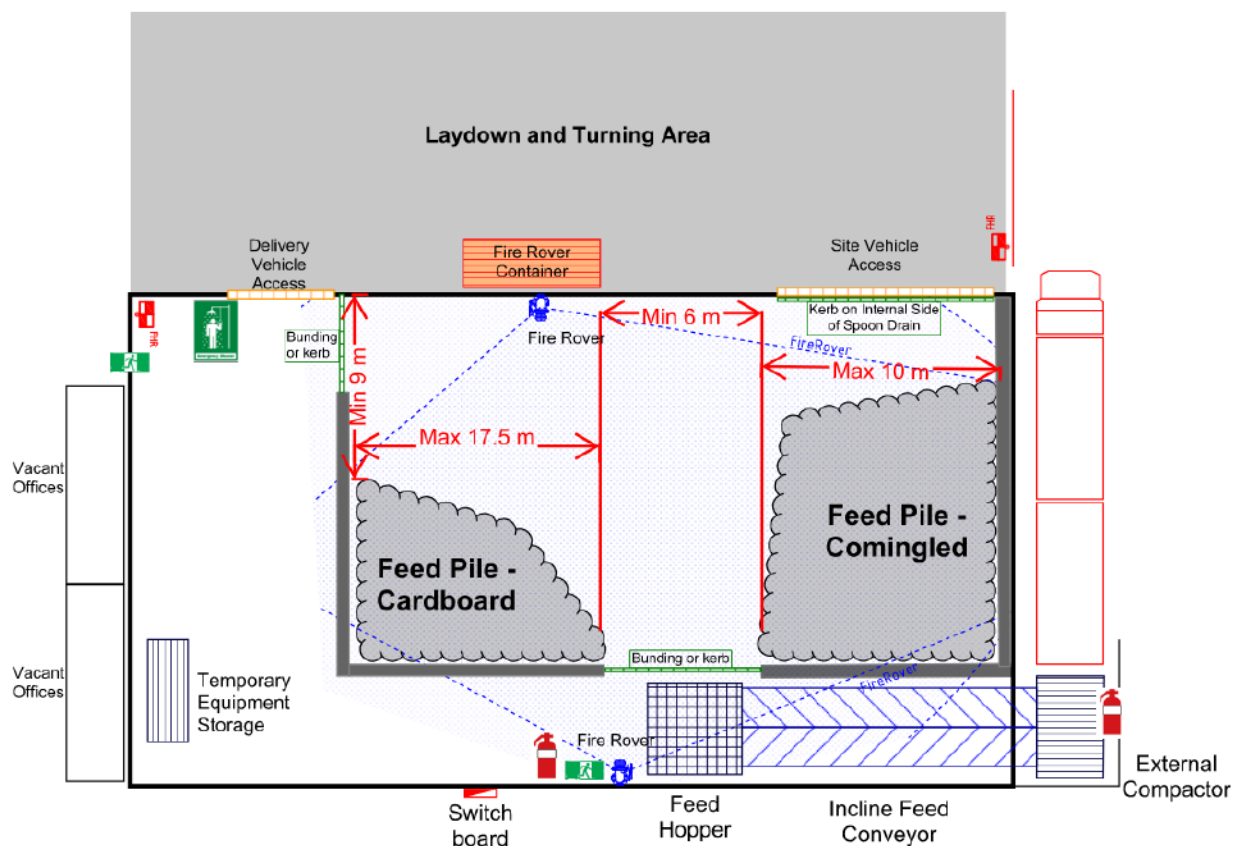 Laydown and Turning Area
Delivery
Vehicle
Access
Fire Rover
Container
Site Vehicle
Access
FHR
FHR
Emergency Shower
Bunding
or kerb
Fire Rover
Min 6 m
Kerb on Internal Side
of Spoon Drain
FireRover
Min 9 m
Max 10 m
Max 17.5 m
Vacant
Offices
Feed Pile -
Cardboard
Feed Pile -
Comingled
Vacant
Offices
Temporary
Equipment
Storage
Bunding or kerb
FireRover
Fire Rover
External
Compactor
Switch
board
Feed
Hopper
Incline Feed
Conveyor